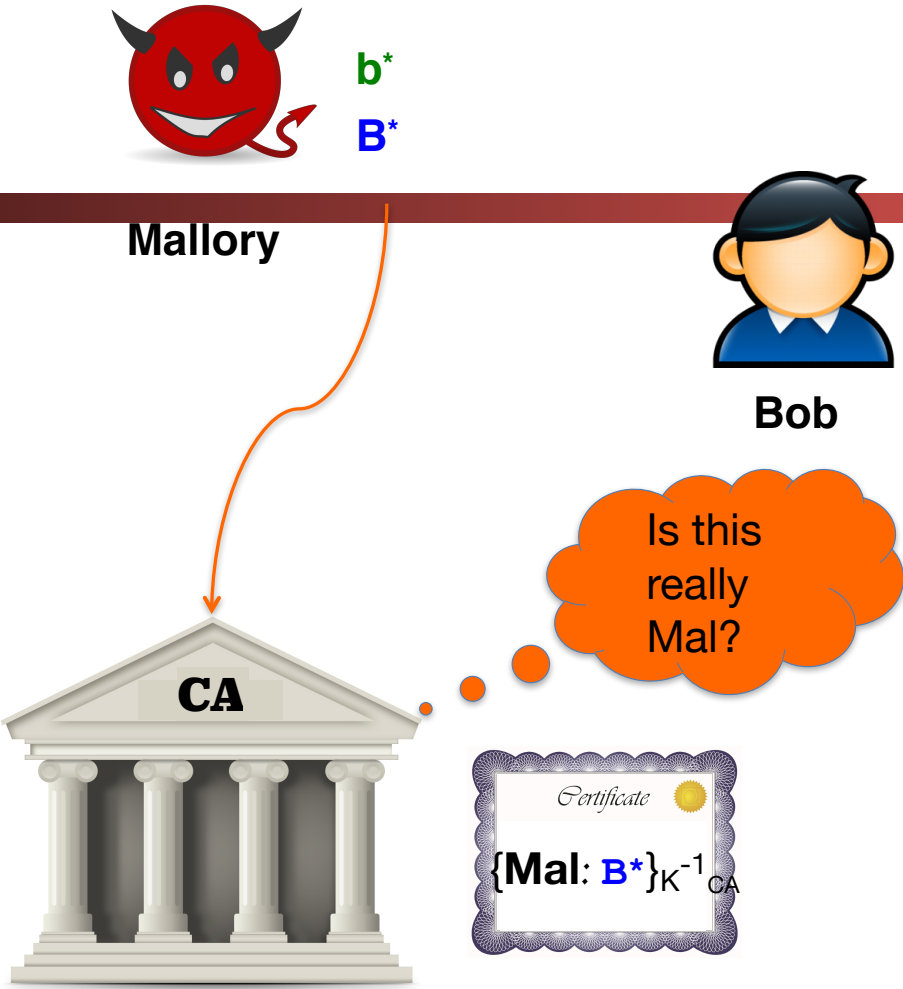 b*
B*
Mallory
Bob
Is this
really
Mal?
CA
Certificate
{Mal: B*}K-1CA